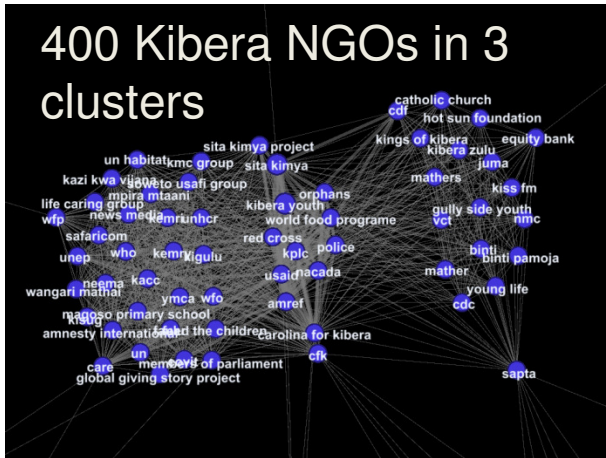 400 Kibera NGOs in 3
clusters
catholic church
cdf
hot sun foundation
kings of kibera
equity bank
kibera zulu
sita kimya project
juma
un habitat
kmc group
sita kimya
mathers
kazi kwa vijana
soweto usafi group
kiss fm
mpira mtaani
orphans
life caring group
kibera youth
gully side youth
wfp
news media
kemri
unhcr
world food programe
vct
nmc
safaricom
red cross
police
unep
who
kemry
kigulu
kplc
binti
binti pamoja
usaid
nacada
mather
neema
kacc
young life
wangari mathai
ymca
wfo
amref
cdc
magoso primary school
kisug
amnesty international
feed the children
carolina for kibera
un
cfk
care
members of parliament
sapta
global giving story project